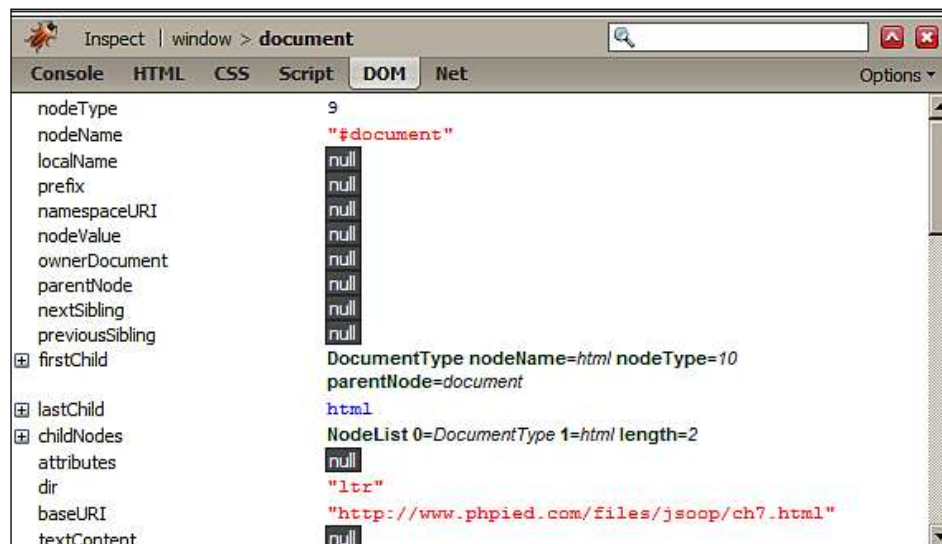 Inspect | window > document
Console HTML CSS Script DOM Net Options
nodeType 9
nodeName "#document"
localName null
prefix null
namespaceURI null
nodeValue null
ownerDocument null
parentNode null
nextSibling null
previousSibling null
firstChild DocumentType nodeName=html nodeType=10
parentNode=document
lastChild html
childNodes NodeList 0=DocumentType 1=html length=2
attributes null
dir "ltr"
baseURI "http://www.phpied.com/files/jsoop/ch7.html"
textContent null